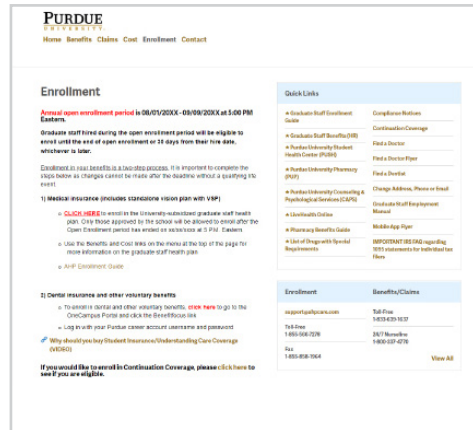 PURDUE
UNIVERSITY
Home Benefits Claims Cost Enrollment Contact
Enrollment
Annual open enrollment period is 08/01/20XX - 09/09/20XX at 5:00 PM
Eastern.
Graduate staff hired during the open enrollment period will be eligible to
enroll until the end of open enrollment or 30 days from their hire date,
whichever is later.
Enrollment in your benefits is a two-step process. It is important to complete the
steps below as changes cannot be made after the deadline without a qualifying life
event.
1) Medical Insurance (includes standalone vision plan with VSP)
CLICK HERE to enroll in the University-subsidized graduate staff health
plan. Only those approved by the school will be allowed to enroll after the
Open Enrollment period has ended on xx/xx/xxxx at 5 P.M. Eastern.
Use the Benefits and Cost links on the menu at the top of the page for
more information on the graduate staff health plan
AHP Enrollment Guide
2) Dental Insurance and other voluntary benefits
To enroll in dental and other voluntary benefits, click here to go to the
OneCampus Portal and click the Benefitfocus link
Log in with your Purdue career account username and password
Why should you buy Student Insurance/Understanding Care Coverage
(VIDEO)
If you would like to enroll in Continuation Coverage, please click here to
see if you are eligible.
Quick Links
★ Graduate Staff Enrollment
Guide
★ Graduate Staff Benefits (HR)
★ Purdue University Student
Health Center (PUSH)
★ Purdue University Pharmacy
(PUP)
★ Purdue University Counseling &
Psychological Services (CAPS)
★ LiveHealth Online
★ Pharmacy Benefits Guide
★ List of Drugs with Special
Requirements
Compliance Notices
Continuation Coverage
Find a Doctor
Find a Doctor Flyer
Find a Dentist
Change Address, Phone or Email
Graduate Staff Employment
Manual
Mobile App Flyer
IMPORTANT IRS FAQ regarding
1095 statements for individual tax
filers
Enrollment
support@ahpcare.com
Toll-Free
Fax
1-855-858-1964
Benefits/Claims
Toll-Free
24/7 Nurseline
1-800-337-4770
View All